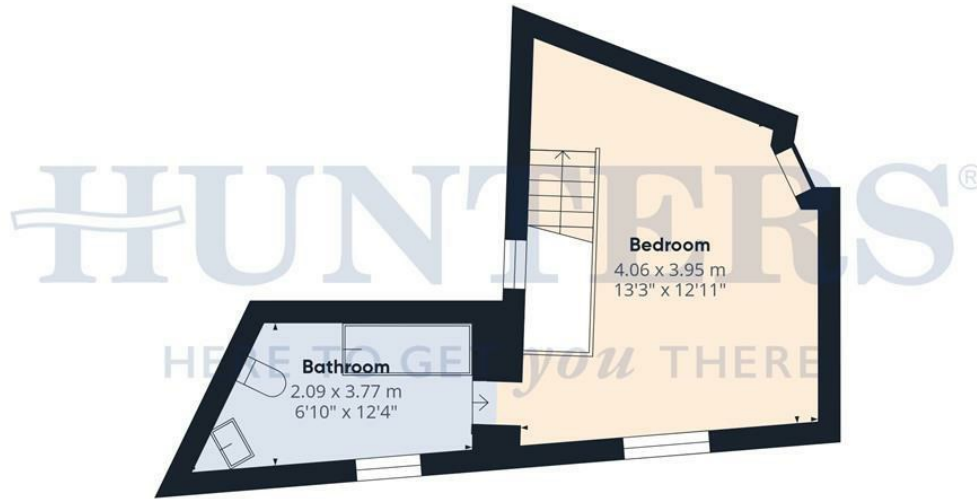 HUNTERS®
HERE TO GET you THERE
Bedroom
4.06 x 3.95 m
13'3" x 12'11"
Bathroom
2.09 x 3.77 m
6'10" x 12'4"